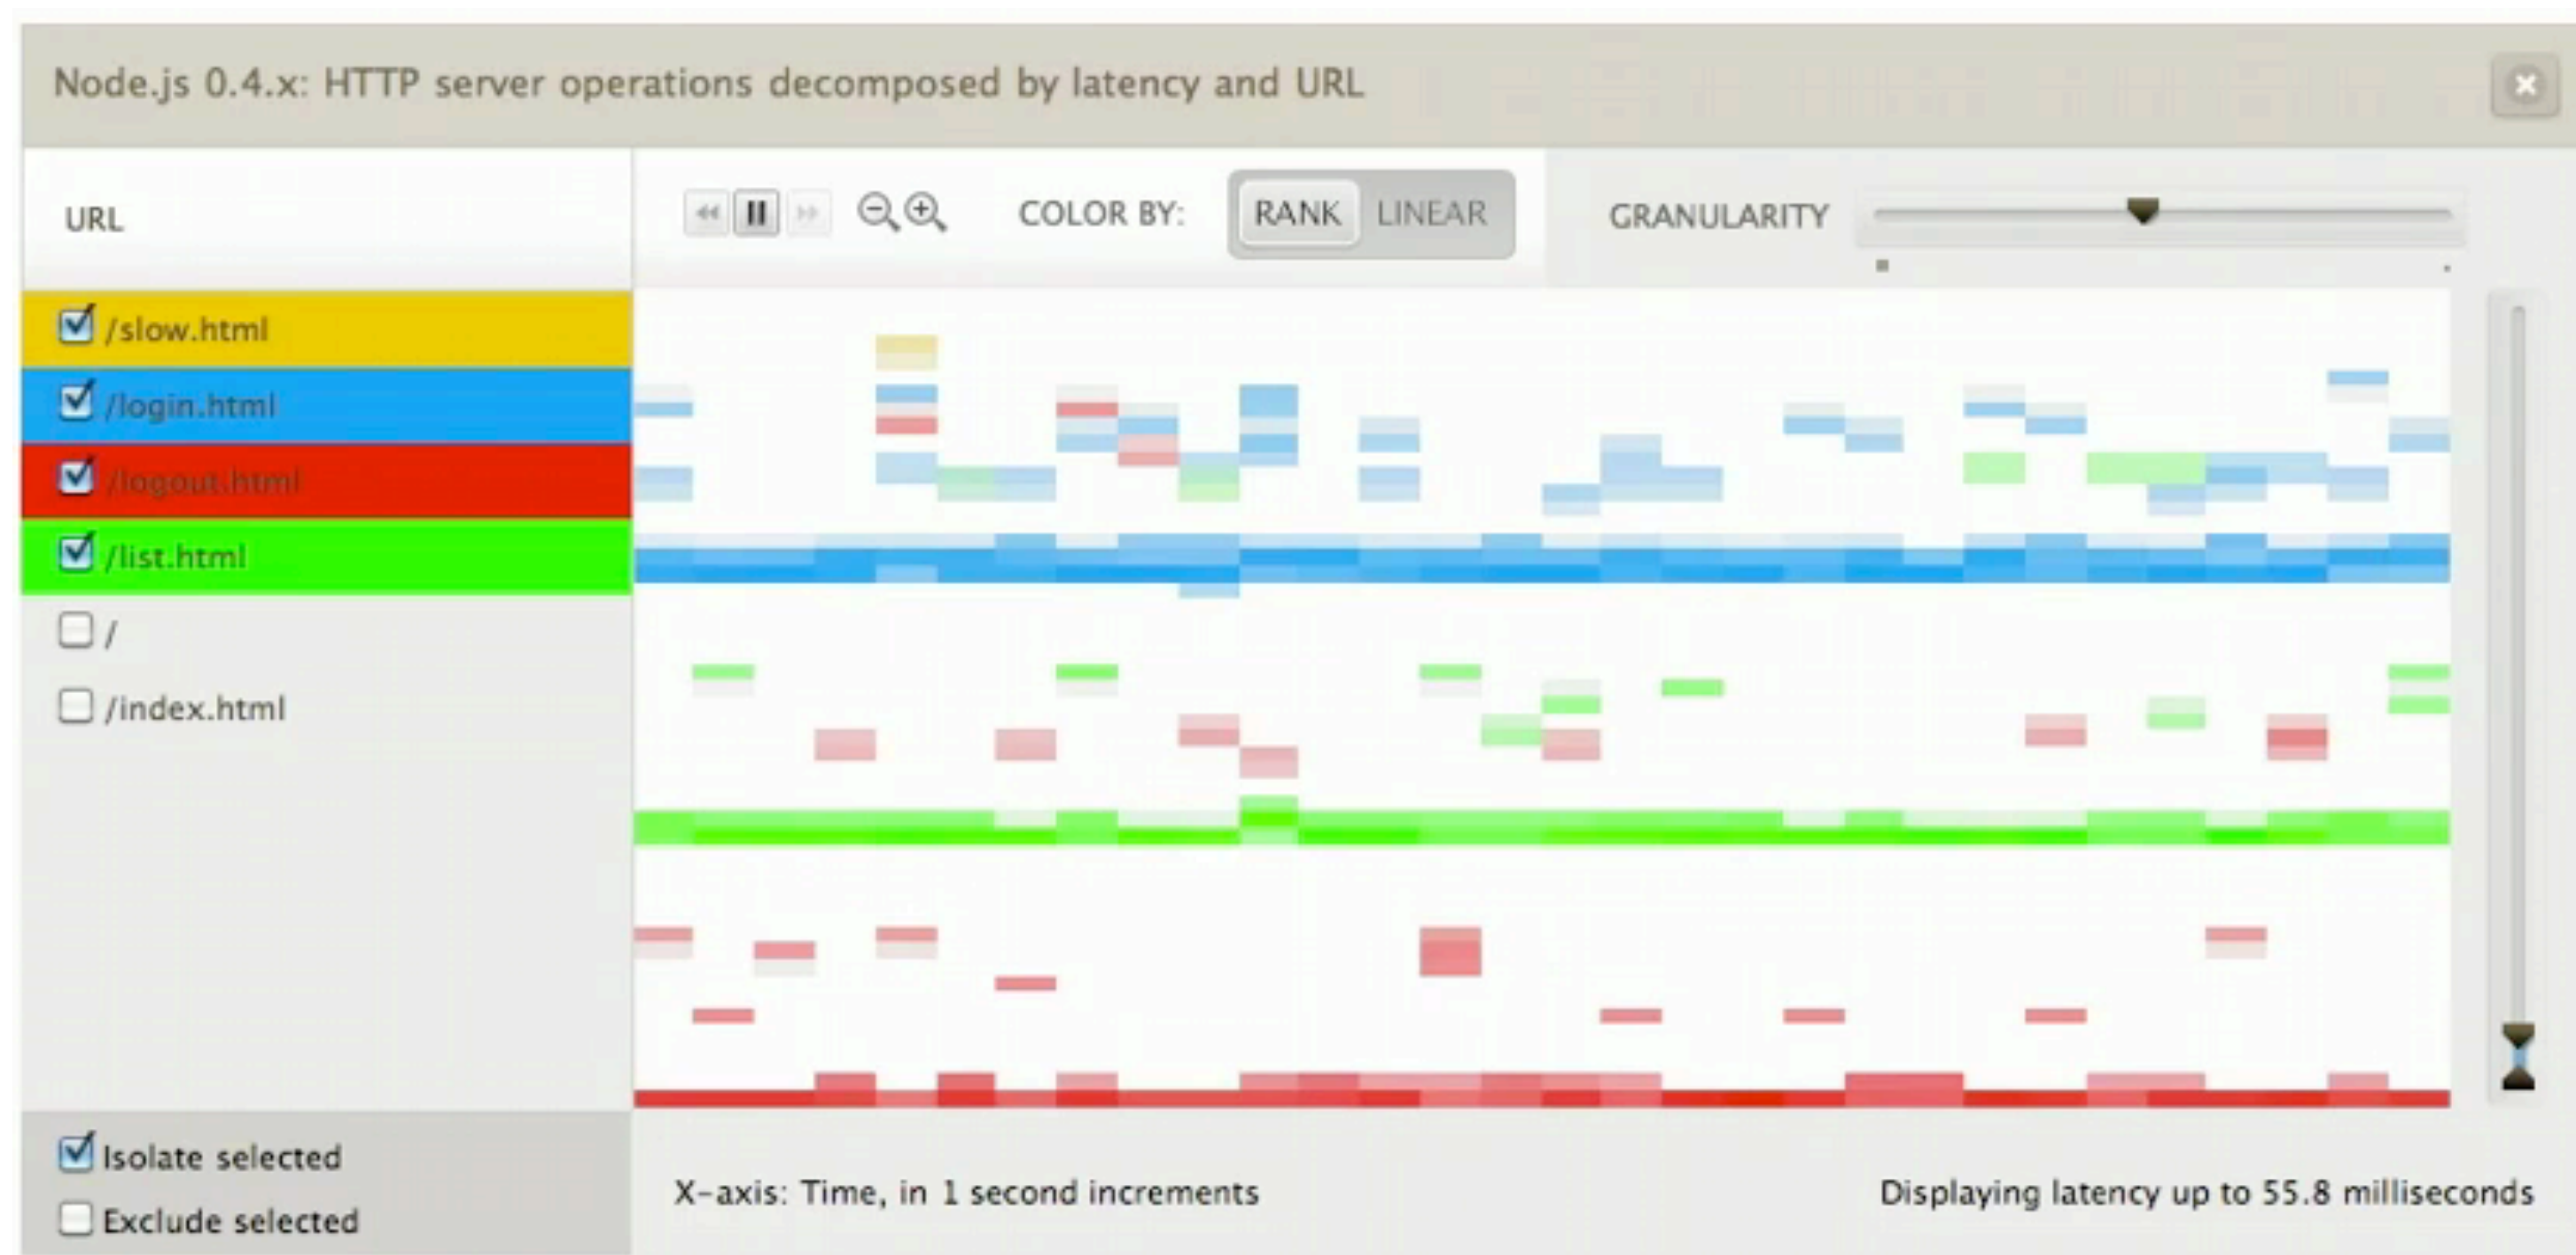 Node.js 0.4.x: HTTP server operations decomposed by latency and URL
URL
COLOR BY: RANK LINEAR
GRANULARITY
/slow.html
/login.html
/logout.html
/list.html
/
/index.html
Isolate selected
Exclude selected
X-axis: Time, in 1 second increments
Displaying latency up to 55.8 milliseconds